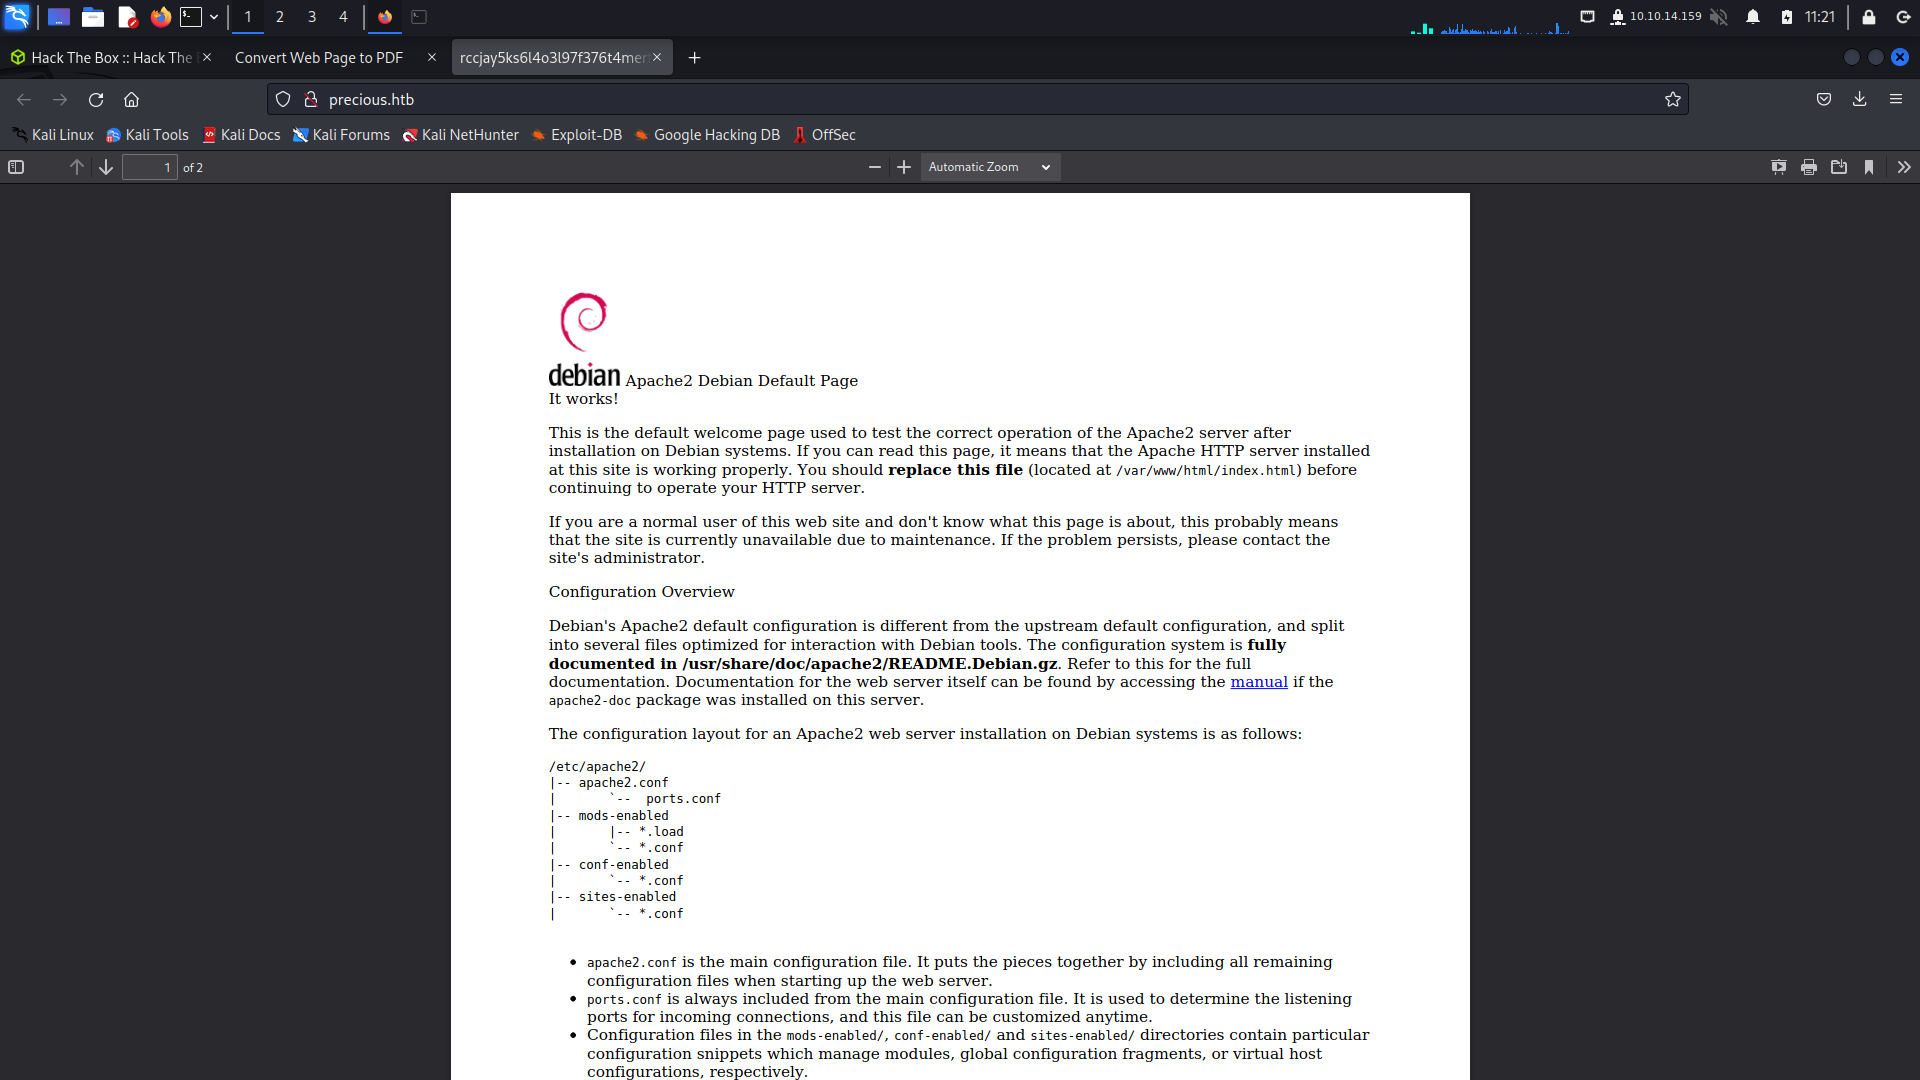 1 2 3 4
10.10.14.159
11:21
Hack The Box :: Hack The
Convert Web Page to PDF
rccjay5ks6l4o3l97f376t4mer
precious.htb
Kali Linux Kali Tools Kali Docs Kali Forums Kali NetHunter Exploit-DB Google Hacking DB OffSec
1 of 2 Automatic Zoom
debian Apache2 Debian Default Page
It works!
This is the default welcome page used to test the correct operation of the Apache2 server after
installation on Debian systems. If you can read this page, it means that the Apache HTTP server installed
at this site is working properly. You should replace this file (located at /var/www/html/index.html) before
continuing to operate your HTTP server.
If you are a normal user of this web site and don't know what this page is about, this probably means
that the site is currently unavailable due to maintenance. If the problem persists, please contact the
site's administrator.
Configuration Overview
Debian's Apache2 default configuration is different from the upstream default configuration, and split
into several files optimized for interaction with Debian tools. The configuration system is fully
documented in /usr/share/doc/apache2/README.Debian.gz. Refer to this for the full
documentation. Documentation for the web server itself can be found by accessing the manual if the
apache2-doc package was installed on this server.
The configuration layout for an Apache2 web server installation on Debian systems is as follows:
/etc/apache2/
|-- apache2.conf
|       `--  ports.conf
|-- mods-enabled
|       |-- *.load
|       `-- *.conf
|-- conf-enabled
|       `-- *.conf
|-- sites-enabled
|       `-- *.conf
• apache2.conf is the main configuration file. It puts the pieces together by including all remaining
configuration files when starting up the web server.
• ports.conf is always included from the main configuration file. It is used to determine the listening
ports for incoming connections, and this file can be customized anytime.
• Configuration files in the mods-enabled/, conf-enabled/ and sites-enabled/ directories contain particular
configuration snippets which manage modules, global configuration fragments, or virtual host
configurations, respectively.